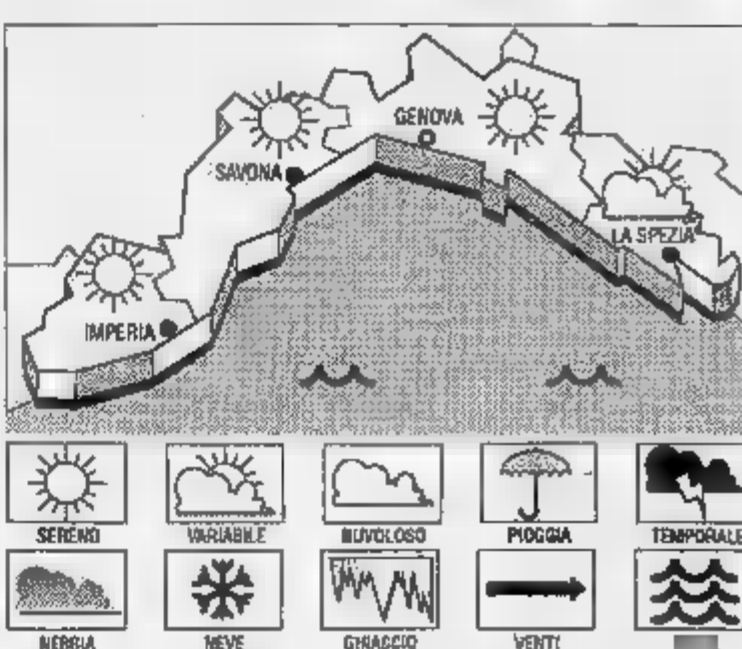 GENOVA
SAVONA
LA SPEZIA
IMPERIA
SERENO
VARIABILE
NUVOLOSO
PIOGGIA
TEMPORALE
NEBBIA
NEVE
GHIACCIO
VENTI